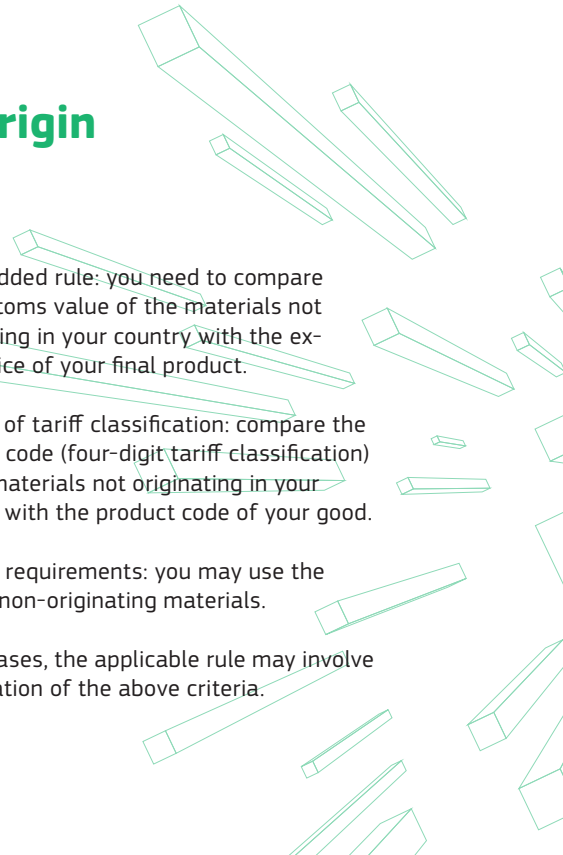 rigin
dded rule: you need to compare
toms value of the materials not
ing in your country with the ex-
ice of your final product.
of tariff classification: compare the
code (four-digit tariff classification)
naterials not originating in your
with the product code of your good.
requirements: you may use the
non-originating materials.
ases, the applicable rule may involve
ation of the above criteria.